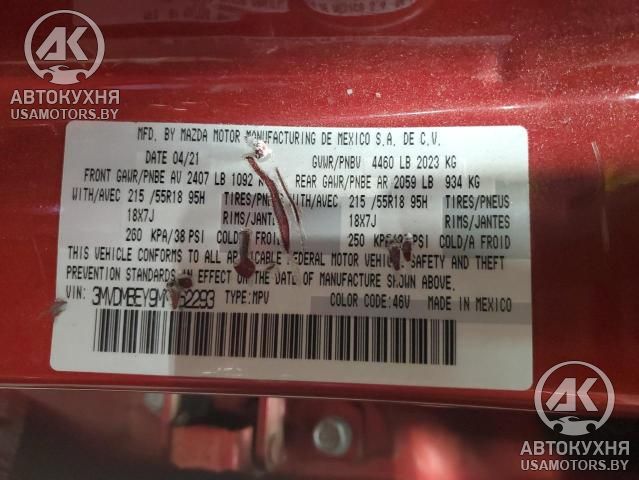 АВТОКУХНЯ
USAMOTORS.BY
MFD. BY MAZDA MOTOR MANUFACTURING DE MEXICO S.A. DE C.V.
DATE 04/21 GVWR/PNBV 4460 LB 2023 KG
FRONT GAWR/PNBE AV 2407 LB 1092 REAR GAWR/PNBE AR 2059 LB 934 KG
WITH/AVEC 215 /55R18 95H TIRES/PNEUS WITH/AVEC 215 /55R18 95H TIRES/PNEUS
18X7J RIMS/JANTES 18X7J RIMS/JANTES
260 KPA/38 PSI COLD/ FROID 250 PSI COLD/A FROID
THIS VEHICLE CONFORMS TO ALL APPLICABLE FEDERAL MOTOR VEHICLE SAFETY AND THEFT
PREVENTION STANDARDS IN EFFECT ON THE DATE OF MANUFACTURE SHOWN ABOVE.
VIN: TYPE: MPV COLOR CODE: 46V MADE IN MEXICO
АВТОКУХНЯ
USAMOTORS.BY